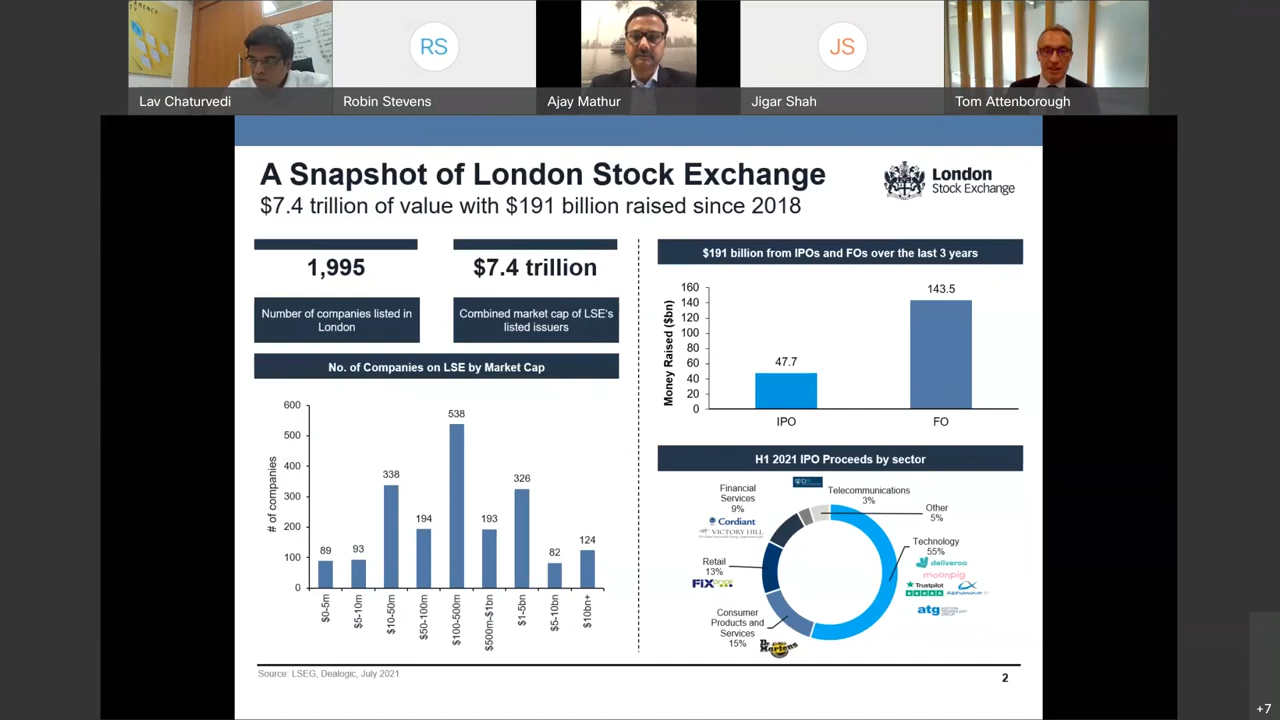 RS
JS
Lav Chaturvedi
Robin Stevens
Ajay Mathur
Jigar Shah
Tom Attenborough
A Snapshot of London Stock Exchange
$7.4 trillion of value with $191 billion raised since 2018
London
Stock Exchange
1,995
Number of companies listed in
London
$7.4 trillion
Combined market cap of LSE's
listed issuers
No. of Companies on LSE by Market Cap
# of companies
600
500
400
300
200
100
0
89
93
338
194
538
193
326
82
124
$0-5m
$5-10m
$10-50m
$50-100m
$100-500m
$500m-$1bn
$1-5bn
$5-10bn
$10bn+
$191 billion from IPOs and FOs over the last 3 years
Money Raised ($bn)
160
140
120
100
80
60
40
20
0
47.7
143.5
IPO
FO
H1 2021 IPO Proceeds by sector
Financial
Services
9%
Cordiant
VICTORY HILL
Telecommunications
3%
Other
5%
Technology
55%
deliveroo
moonpig
Trustpilot
Alphawave IP
atg AUCTION
TECHNOLOGY
GROUP
Retail
13%
FIX price
Consumer
Products and
Services
15%
Dr. Martens
Source: LSEG, Dealogic, July 2021
2
+7